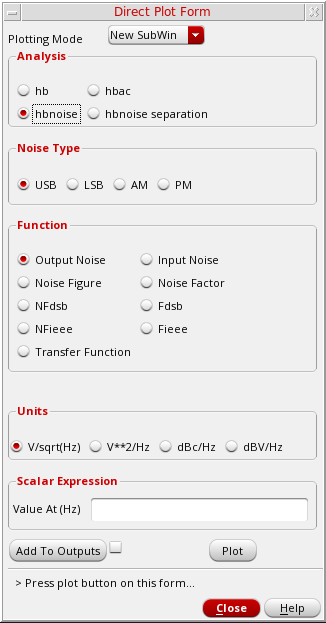 Direct Plot Form
Plotting Mode New SubWin
Analysis
hb hbac
hbnoise hbnoise separation
Noise Type
USB LSB AM PM
Function
Output Noise Input Noise
Noise Figure Noise Factor
NFdsb Fdsb
NFieee Fieee
Transfer Function
Units
V/sqrt(Hz) V**2/Hz dBc/Hz dBV/Hz
Scalar Expression
Value At (Hz)
Add To Outputs Plot
> Press plot button on this form...
Close Help